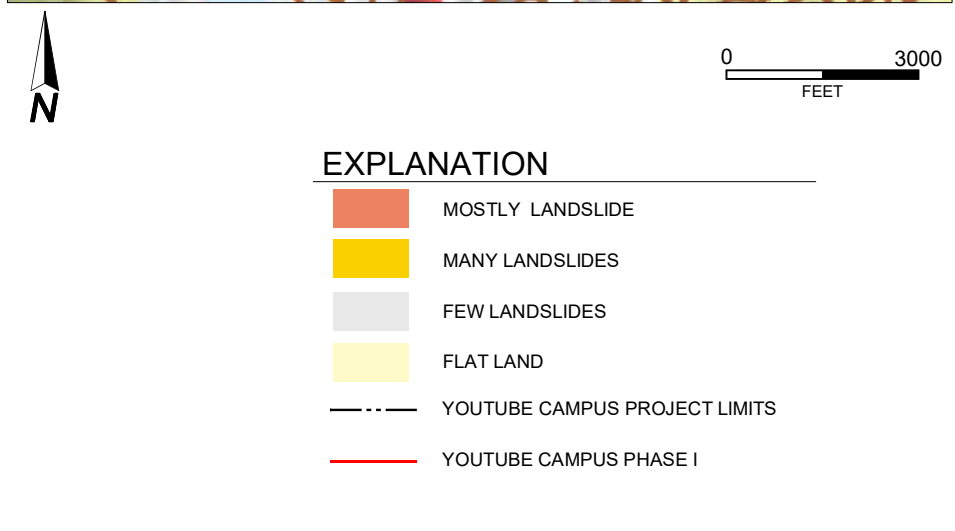 N
0 3000
FEET
EXPLANATION
MOSTLY LANDSLIDE
MANY LANDSLIDES
FEW LANDSLIDES
FLAT LAND
YOUTUBE CAMPUS PROJECT LIMITS
YOUTUBE CAMPUS PHASE I